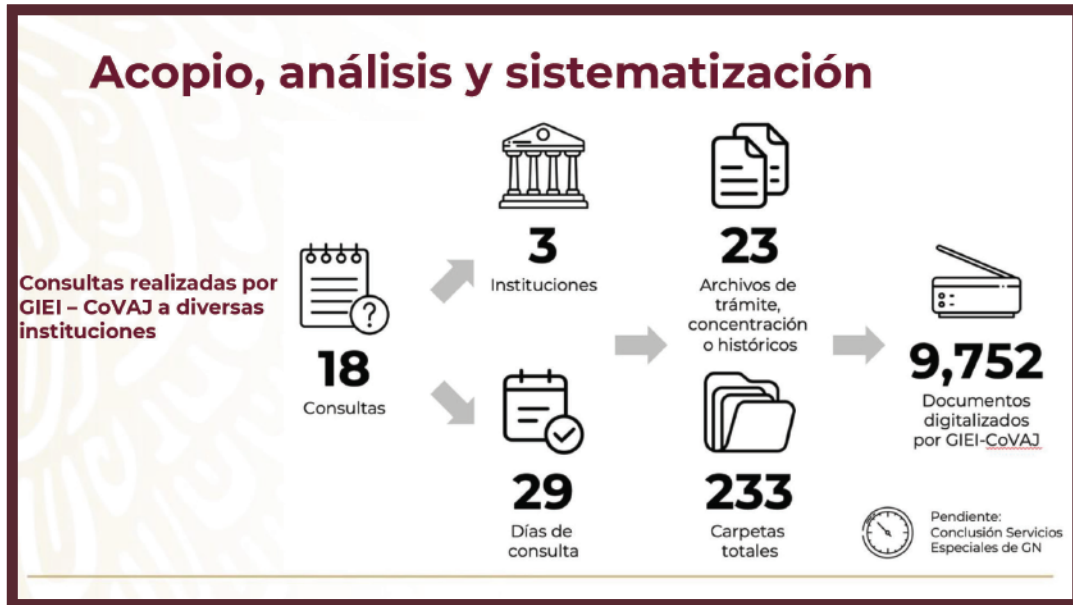 Acopio, análisis y sistematización
Consultas realizadas por
GIEI – CoVAJ a diversas
instituciones
?
18
Consultas
3
Instituciones
29
Días de
consulta
23
Archivos de
trámite,
concentración
o históricos
233
Carpetas
totales
9,752
Documentos
digitalizados
por GIEI-CoVAJ
Pendiente:
Conclusión Servicios
Especiales de GN